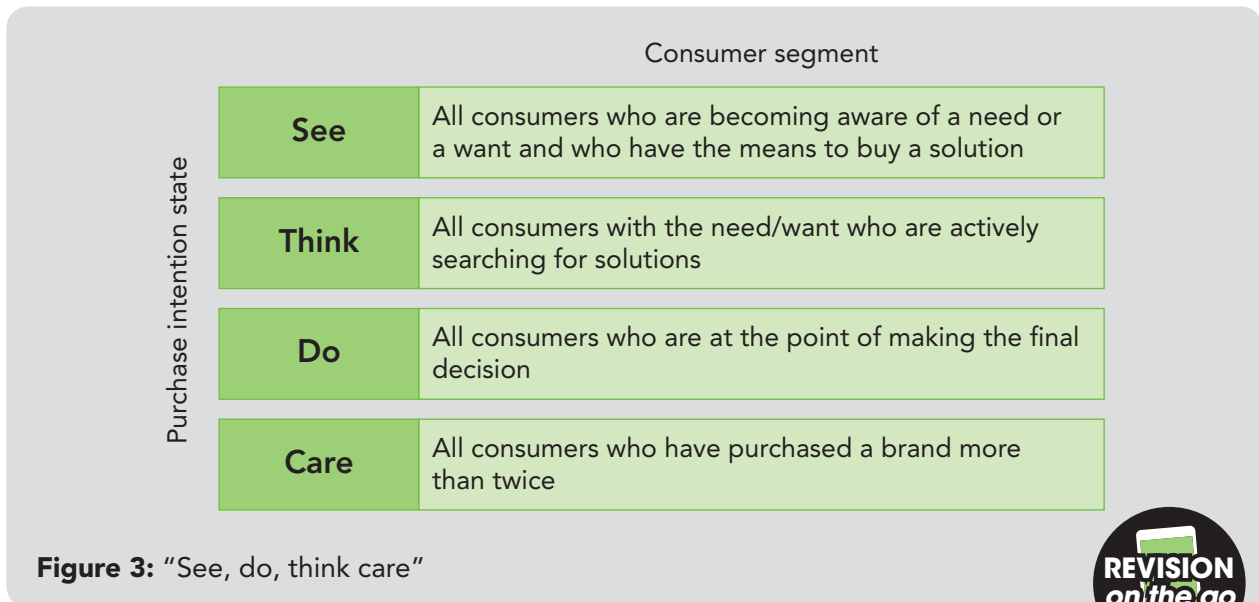 Consumer segment
Purchase intention state
See
All consumers who are becoming aware of a need or
a want and who have the means to buy a solution
Think
All consumers with the need/want who are actively
searching for solutions
Do
All consumers who are at the point of making the final
decision
Care
All consumers who have purchased a brand more
than twice
Figure 3: “See, do, think care”
REVISION
on the go